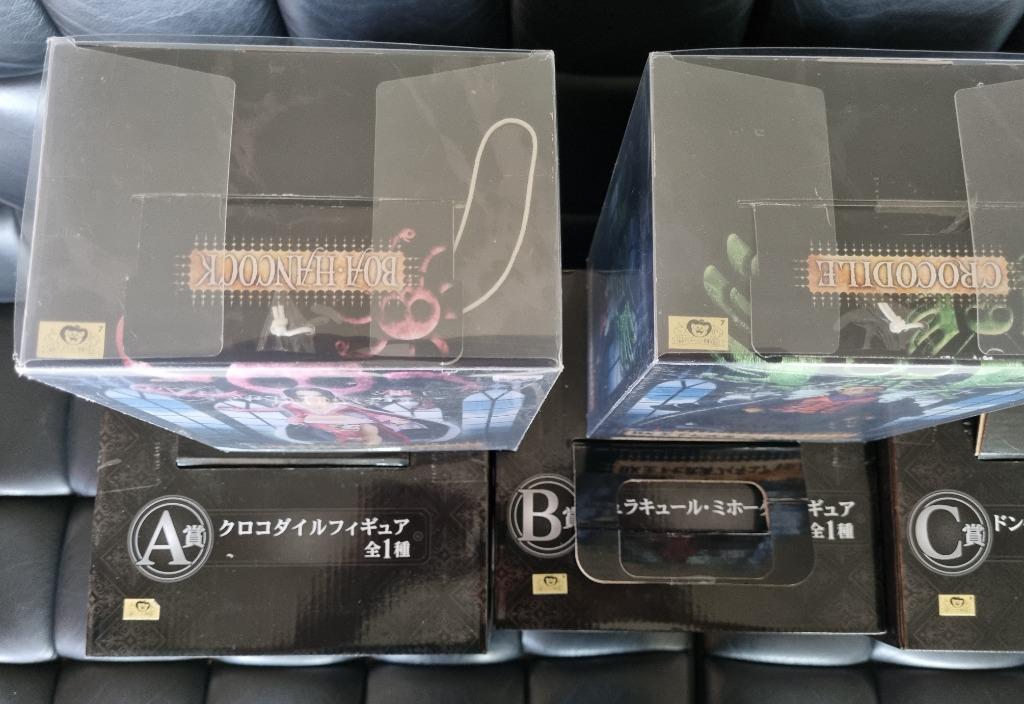 BOA·HANCOCK
CROCODILE
A賞
クロコダイルフィギュア
全1種
B賞
ュラキュール・ミホーク
ギュア
全1種
C賞
ドン